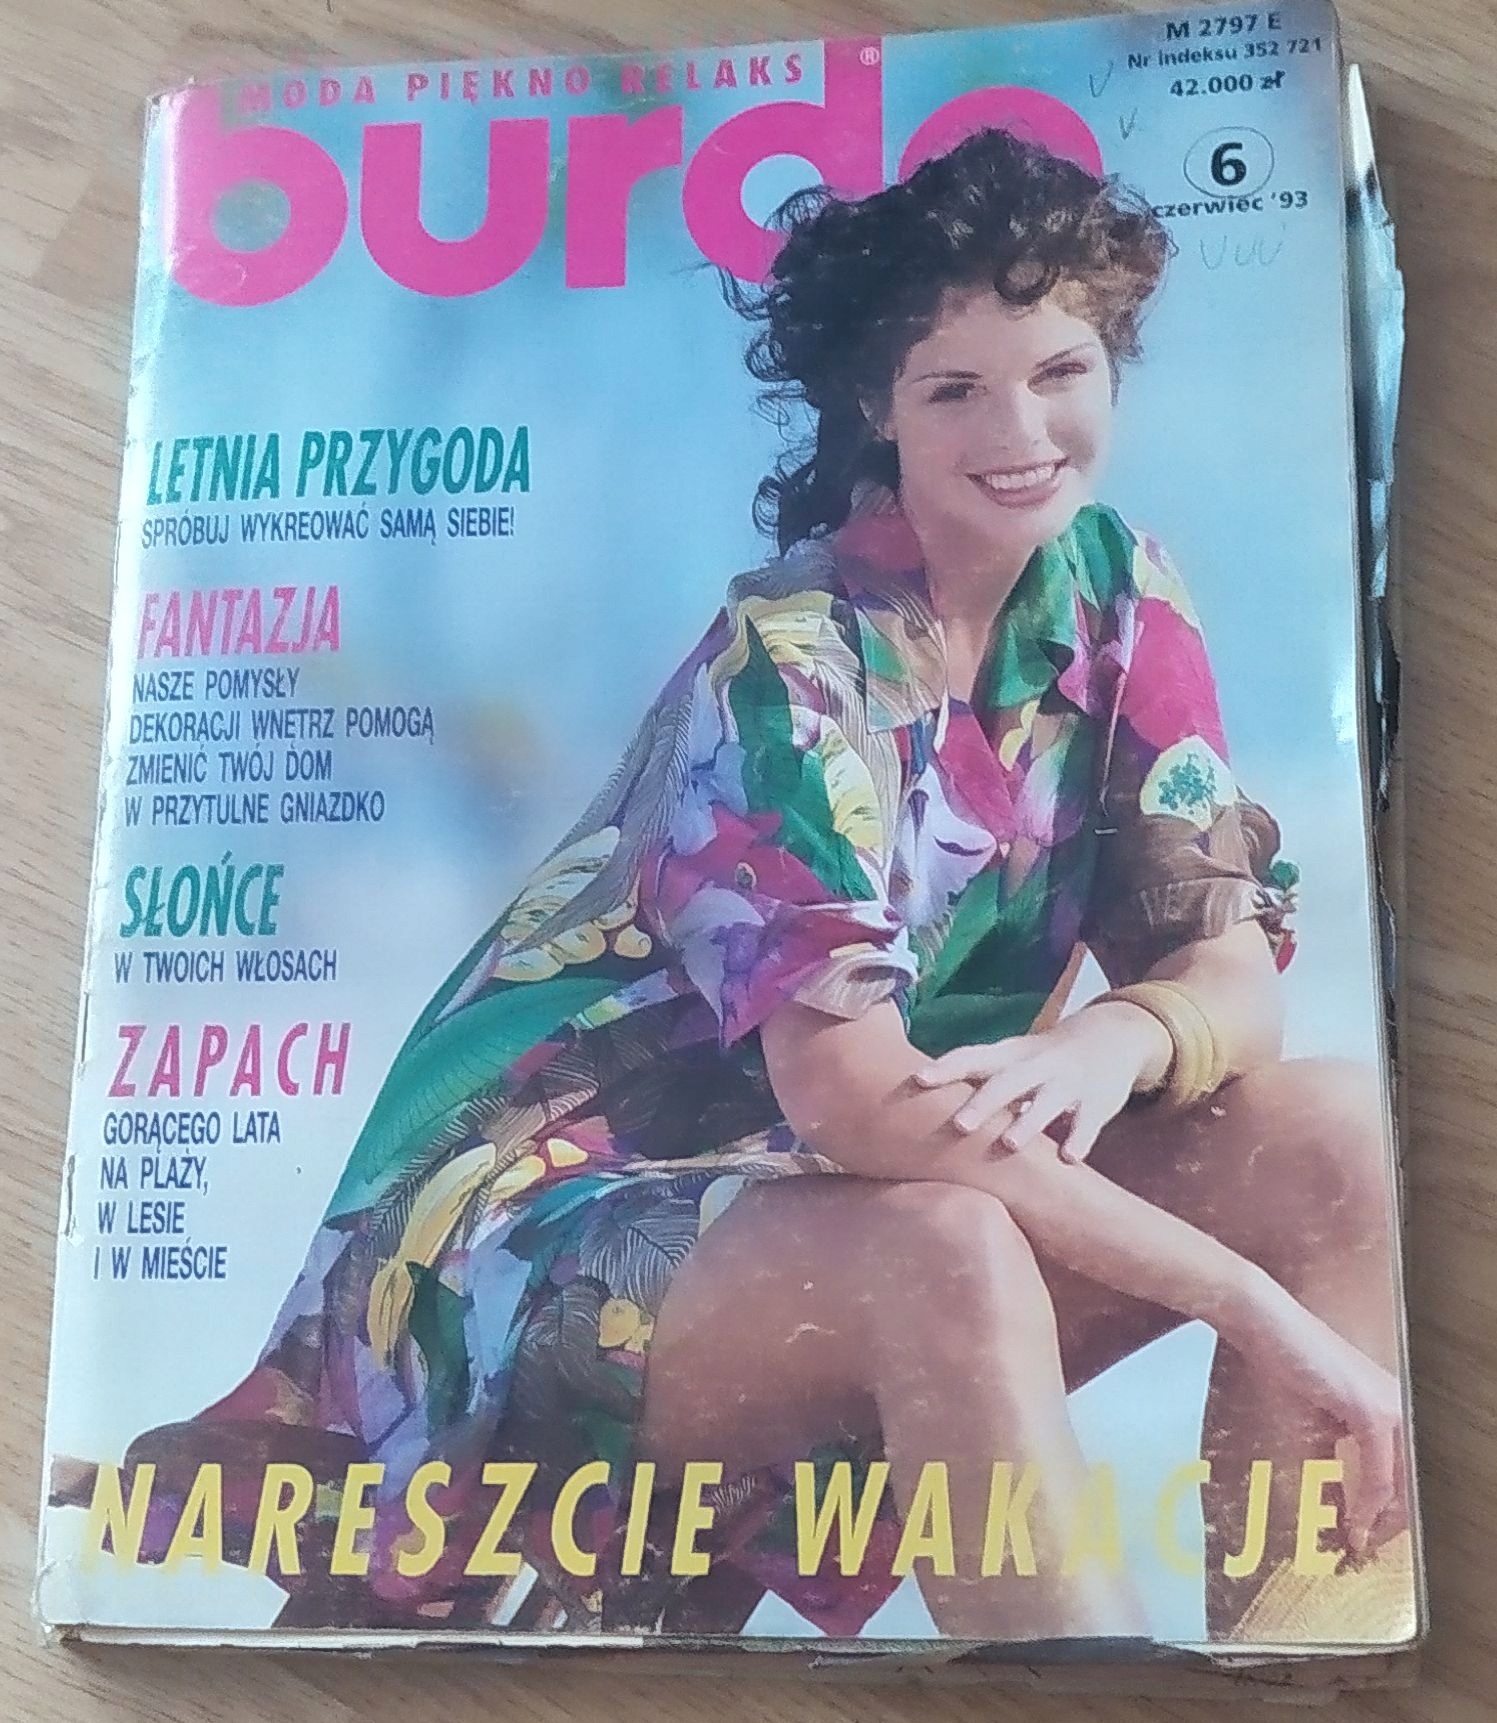 MODA PIĘKNO RELAKS
burda®
M 2797 E
Nr indeksu 352 721
42.000 zł
6
czerwiec '93
LETNIA PRZYGODA
SPRÓBUJ WYKREOWAĆ SAMĄ SIEBIE!
FANTAZJA
NASZE POMYSŁY
DEKORACJI WNĘTRZ POMOGĄ
ZMIENIĆ TWÓJ DOM
W PRZYTULNE GNIAZDKO
SŁOŃCE
W TWOICH WŁOSACH
ZAPACH
GORĄCEGO LATA
NA PLAŻY,
W LESIE
I W MIEŚCIE
NARESZCIE WAKACJE